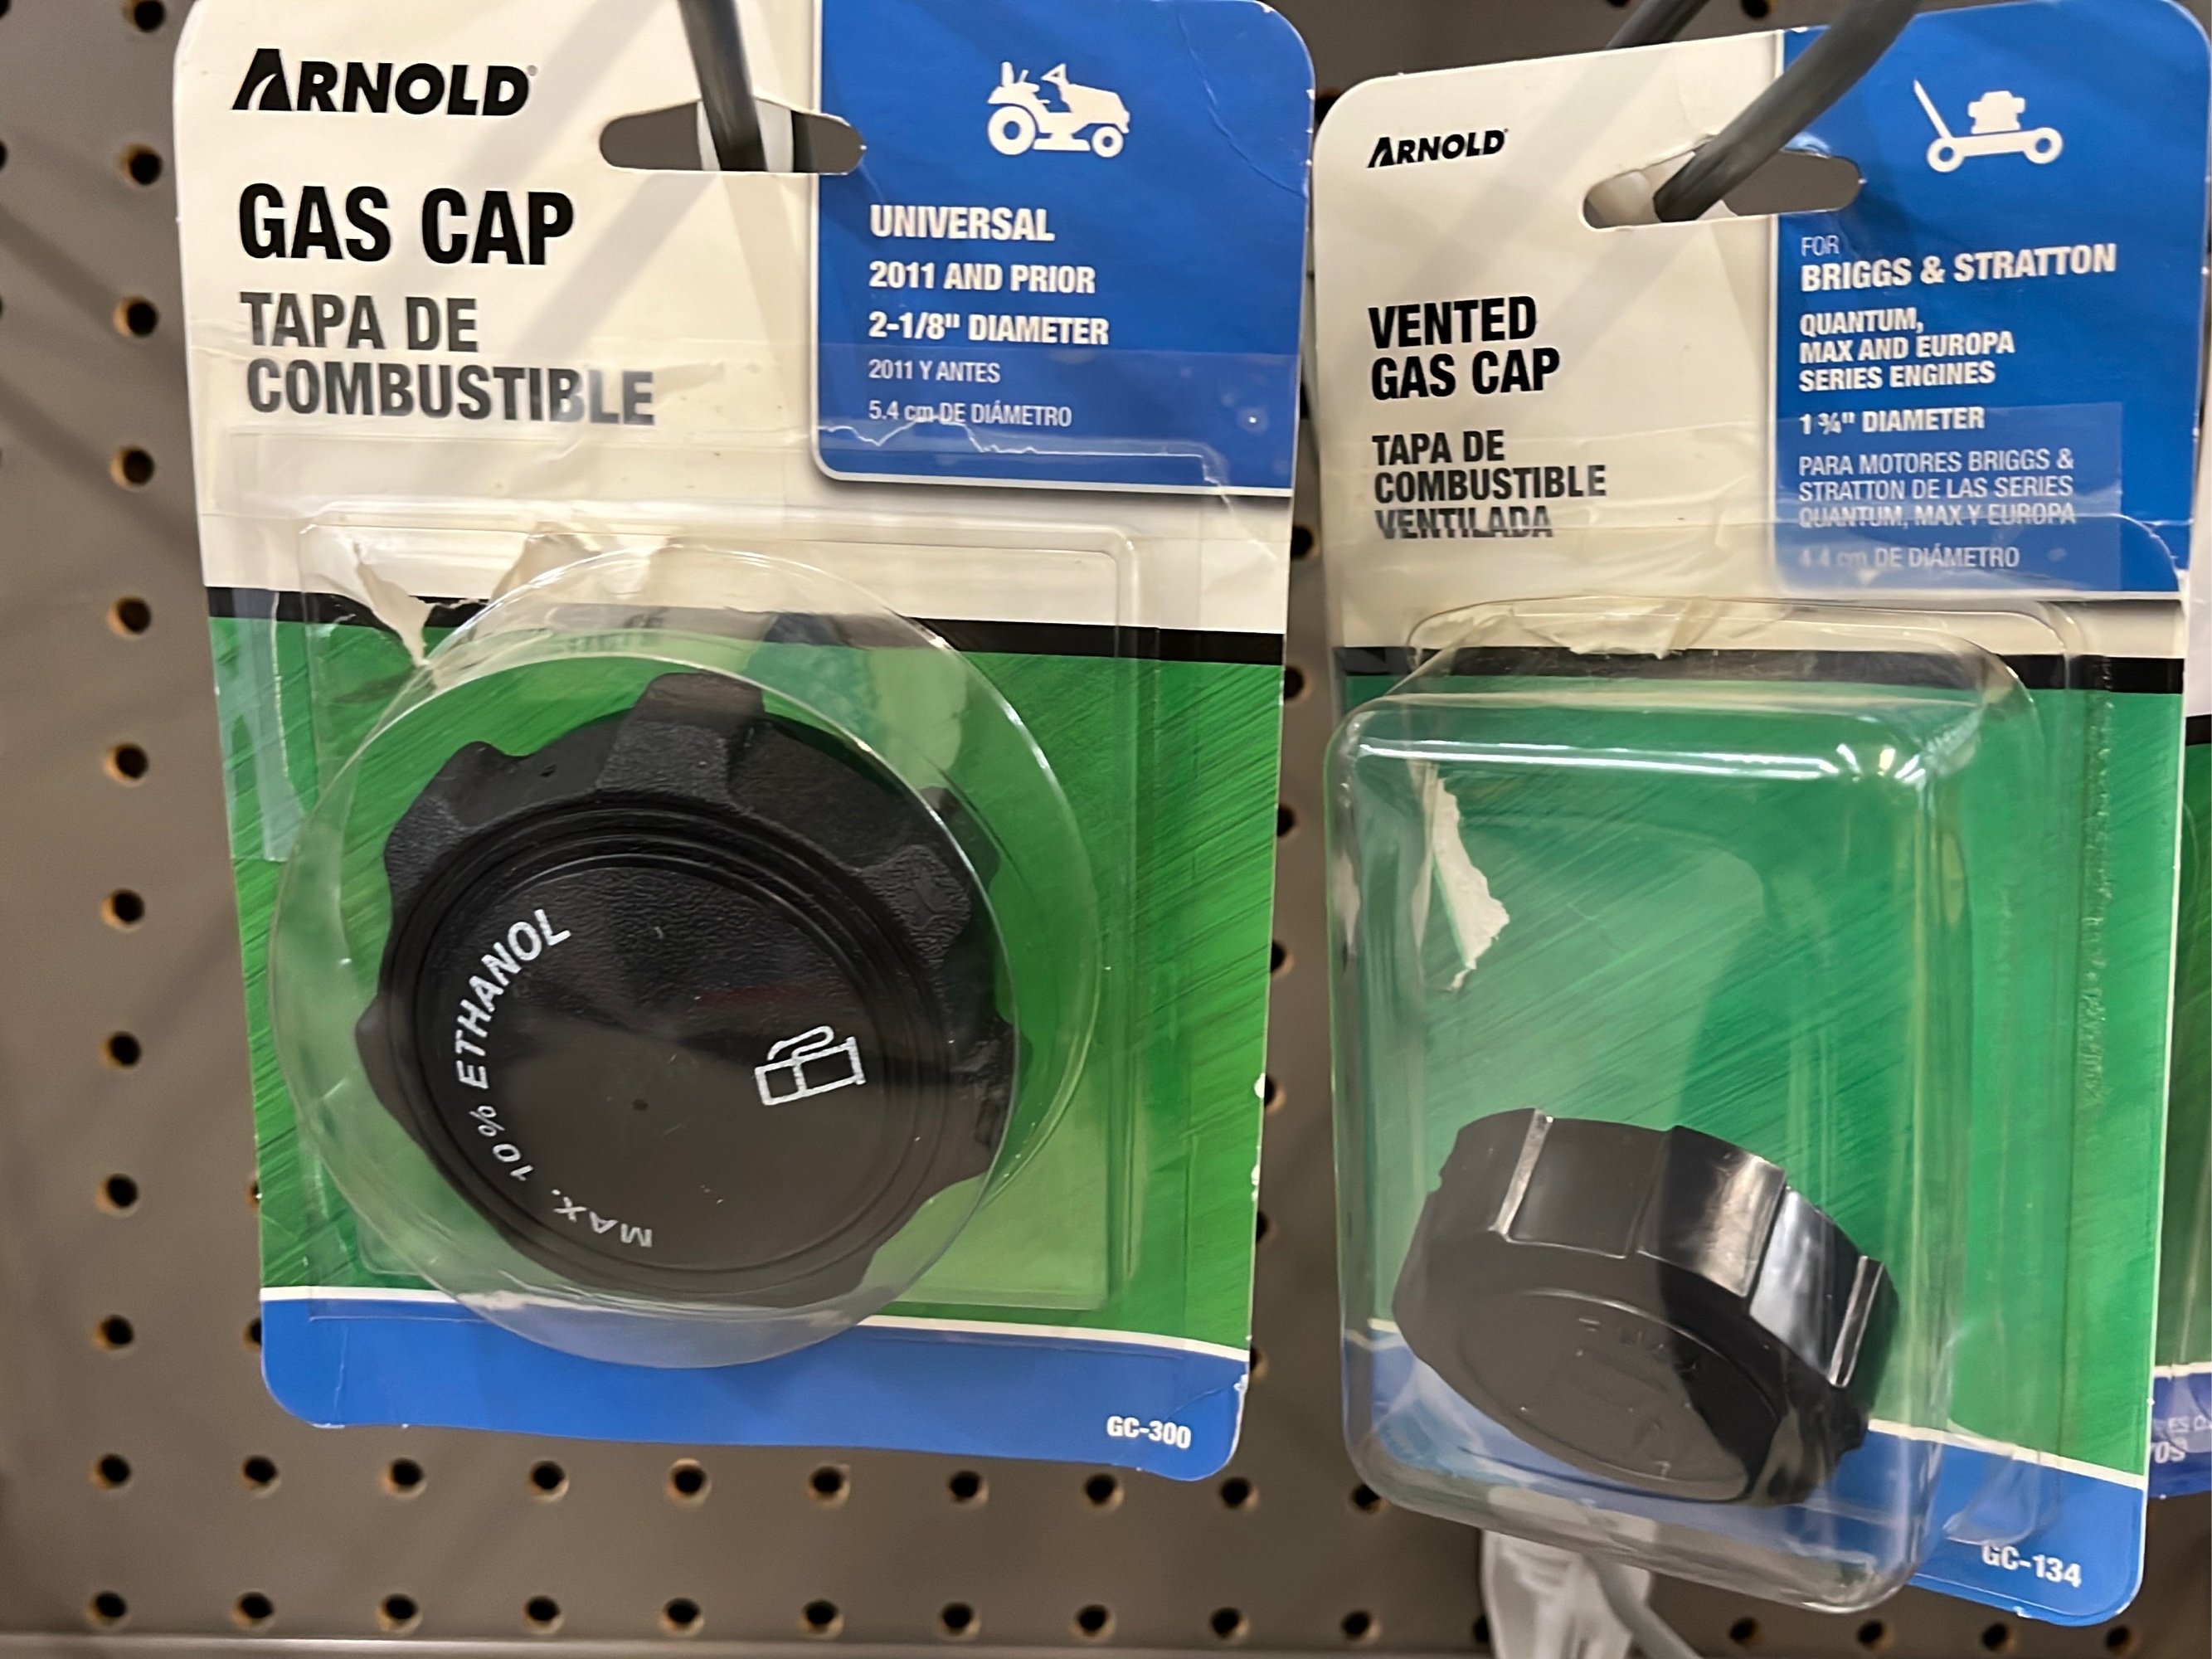 ARNOLD
GAS CAP
TAPA DE
COMBUSTIBLE
UNIVERSAL
2011 AND PRIOR
2-1/8" DIAMETER
2011 Y ANTES
5.4 cm DE DIÁMETRO
MAX. 10% ETHANOL
GC-300
ARNOLD
VENTED
GAS CAP
TAPA DE
COMBUSTIBLE
VENTILADA
FOR
BRIGGS & STRATTON
QUANTUM,
MAX AND EUROPA
SERIES ENGINES
1 ¾" DIAMETER
PARA MOTORES BRIGGS &
STRATTON DE LAS SERIES
QUANTUM, MAX Y EUROPA
4.4 cm DE DIÁMETRO
GC-134